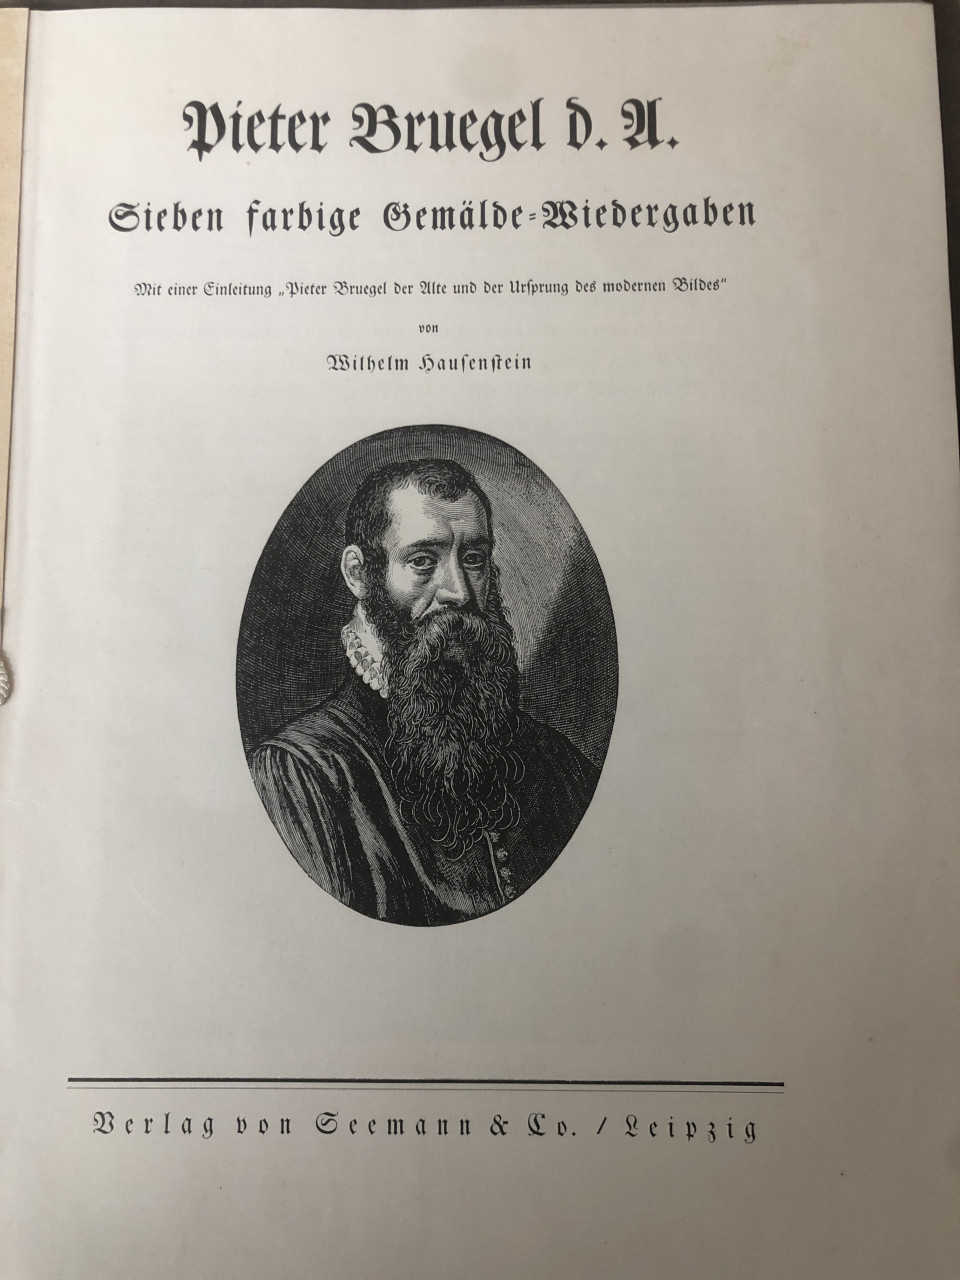 Pieter Bruegel d. A.
Sieben farbige Gemälde-Wiedergaben
Mit einer Einleitung „Pieter Bruegel der Alte und der Urſprung des modernen Bildes“
von
Wilhelm Hauſenſtein
Verlag von Seemann & Co. / Leipzig